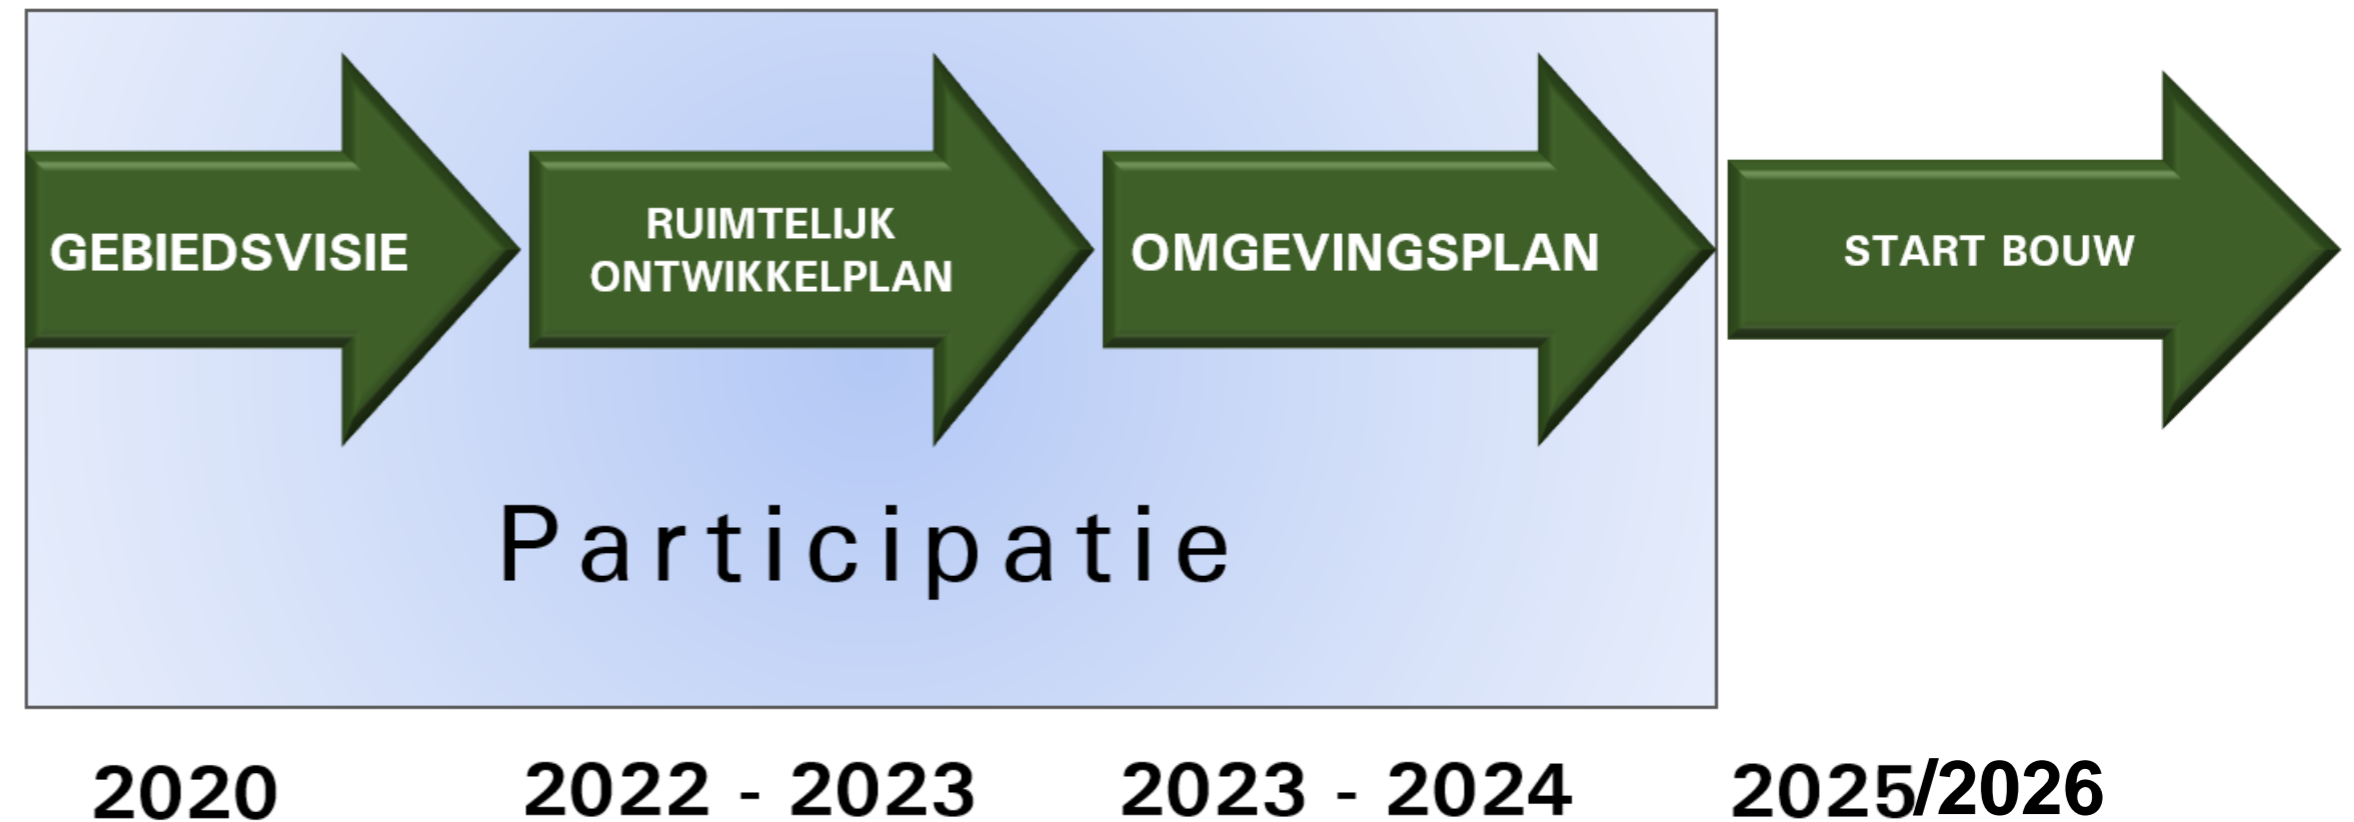 GEBIEDSVISIE
RUIMTELIJK
ONTWIKKELPLAN
OMGEVINGSPLAN
START BOUW
Participatie
2020
2022 - 2023
2023 - 2024
2025/2026